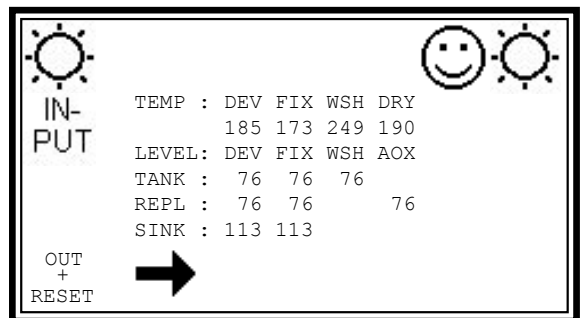 IN-
PUT
TEMP : DEV FIX WSH DRY
185 173 249 190
LEVEL: DEV FIX WSH AOX
TANK : 76 76 76
REPL : 76 76 76
SINK : 113 113
OUT
+
RESET